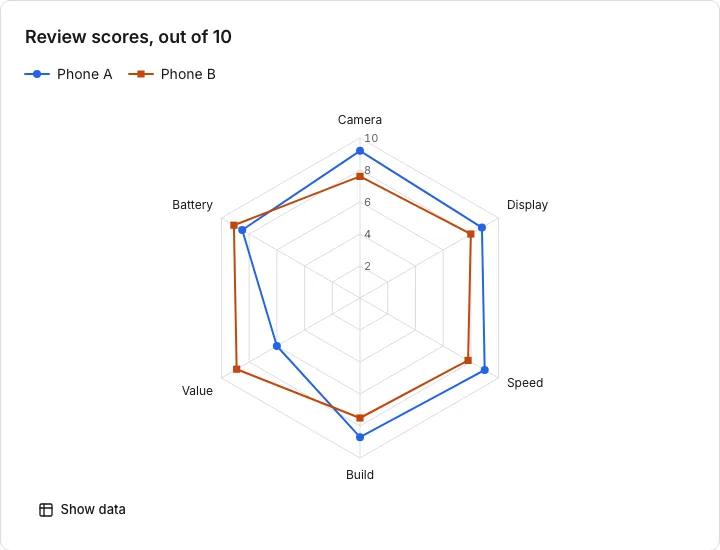 Review scores, out of 10
Phone A Phone B
Camera
10
8
6
4
2
Battery
Display
Value
Speed
Build
Show data